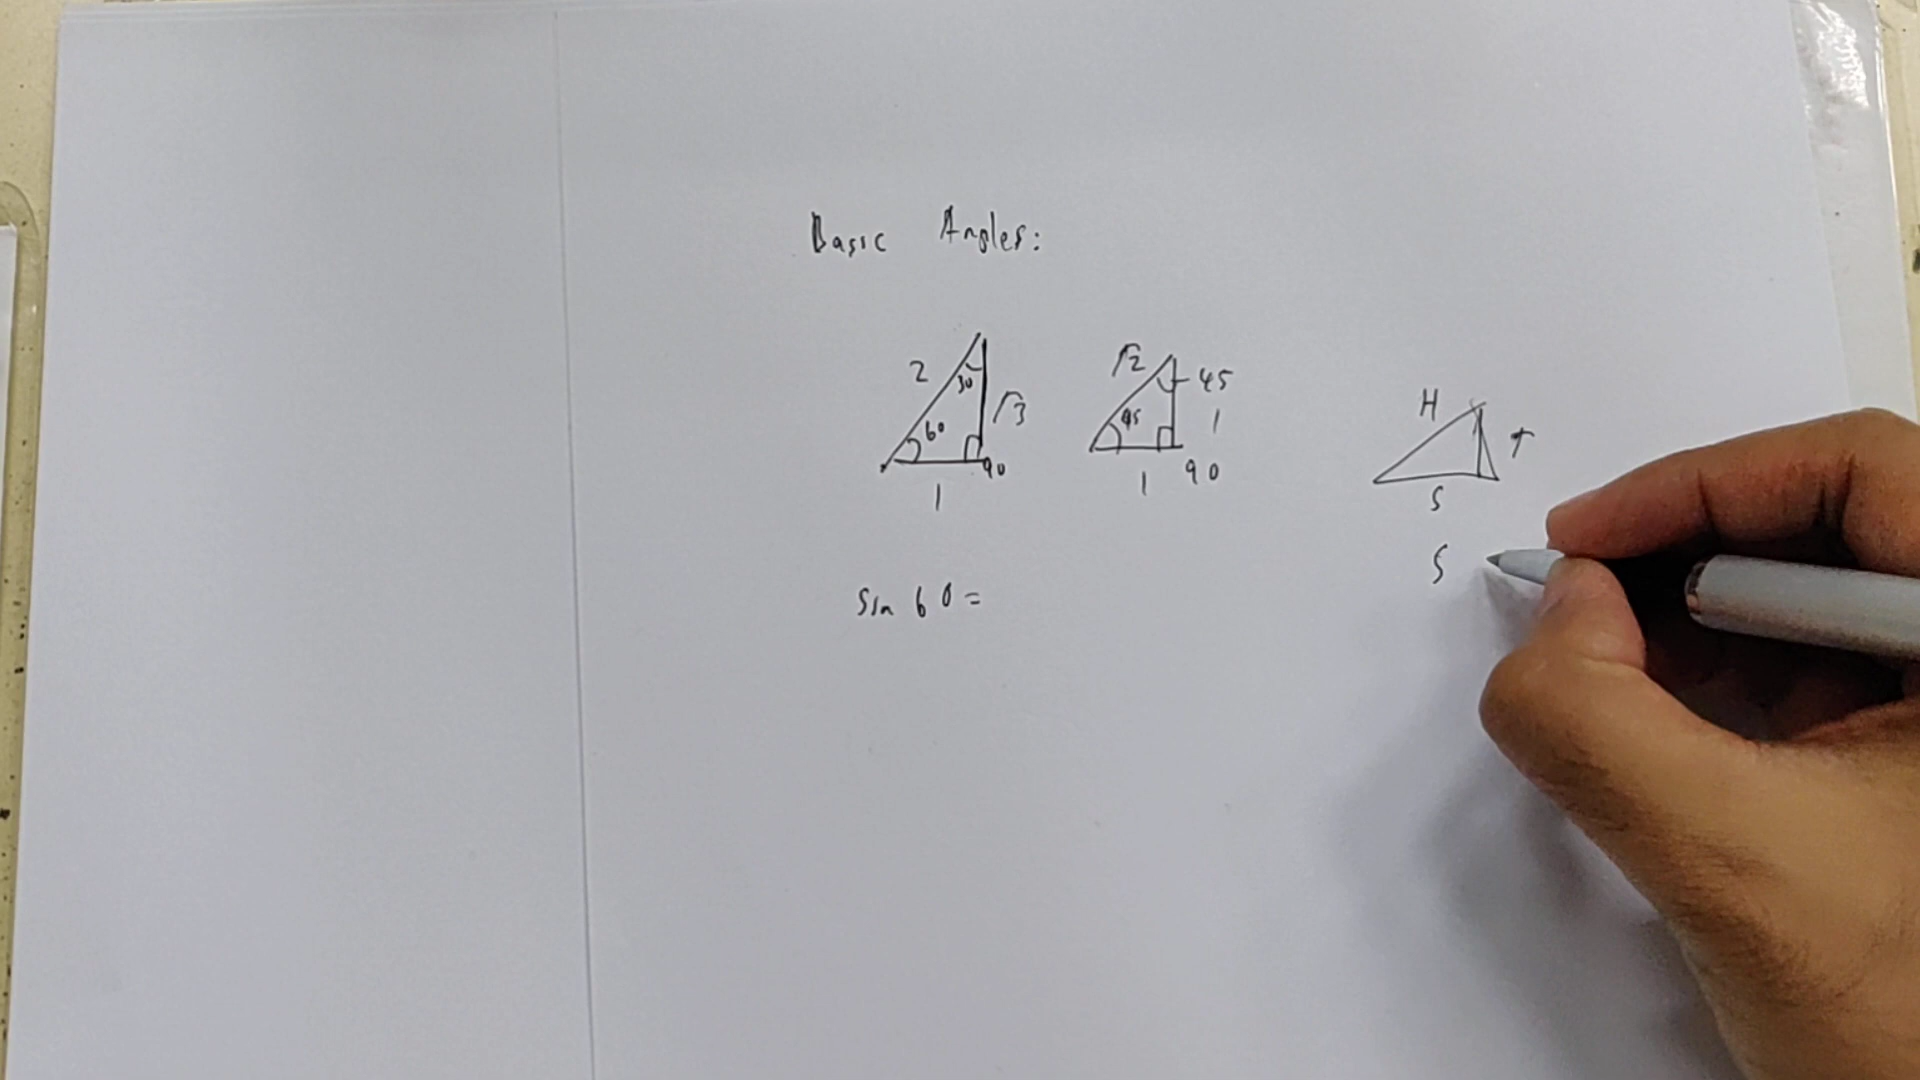 Basic Angles:
2 30 60 √3 90 1
√2 45 45 1 1 90
H T S
S
Sin 60 =